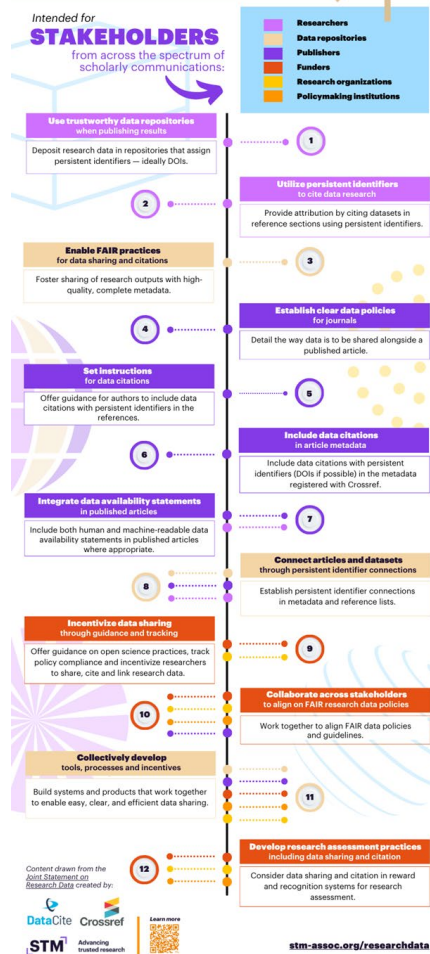 Intended for
STAKEHOLDERS
from across the spectrum of
scholarly communications:
Researchers
Data repositories
Publishers
Funders
Research organizations
Policymaking institutions
Use trustworthy data repositories
when publishing results
Deposit research data in repositories that assign
persistent identifiers — ideally DOIs.
1
Utilize persistent identifiers
to cite data research
Provide attribution by citing datasets in
reference sections using persistent identifiers.
2
Enable FAIR practices
for data sharing and citations
Foster sharing of research outputs with high-
quality, complete metadata.
3
Establish clear data policies
for journals
Detail the way data is to be shared alongside a
published article.
4
Set instructions
for data citations
Offer guidance for authors to include data
citations with persistent identifiers in the
references.
5
Include data citations
in article metadata
Include data citations with persistent
identifiers (DOIs if possible) in the metadata
registered with Crossref.
6
Integrate data availability statements
in published articles
Include both human and machine-readable data
availability statements in published articles
where appropriate.
7
Connect articles and datasets
through persistent identifier connections
Establish persistent identifier connections
in metadata and reference lists.
8
Incentivize data sharing
through guidance and tracking
Offer guidance on open science practices, track
policy compliance and incentivize researchers
to share, cite and link research data.
9
Collaborate across stakeholders
to align on FAIR research data policies
Work together to align FAIR data policies
and guidelines.
10
Collectively develop
tools, processes and incentives
Build systems and products that work together
to enable easy, clear, and efficient data sharing.
11
Develop research assessment practices
including data sharing and citation
Consider data sharing and citation in reward
and recognition systems for research
assessment.
12
Content drawn from the
Joint Statement on
Research Data created by:
DataCite
Crossref
STM
Advancing
trusted research
Learn more
stm-assoc.org/researchdata